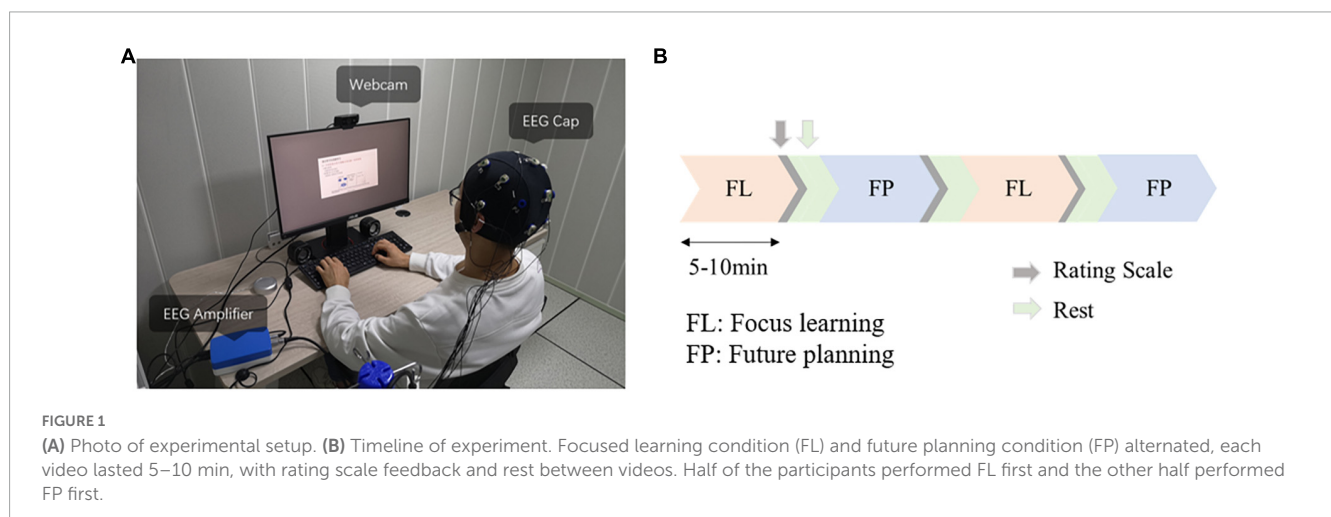 A
Webcam
EEG Cap
EEG Amplifier
B
FL
FP
FL
FP
5-10min
Rating Scale
Rest
FL: Focus learning
FP: Future planning
FIGURE 1
(A) Photo of experimental setup. (B) Timeline of experiment. Focused learning condition (FL) and future planning condition (FP) alternated, each
video lasted 5–10 min, with rating scale feedback and rest between videos. Half of the participants performed FL first and the other half performed
FP first.